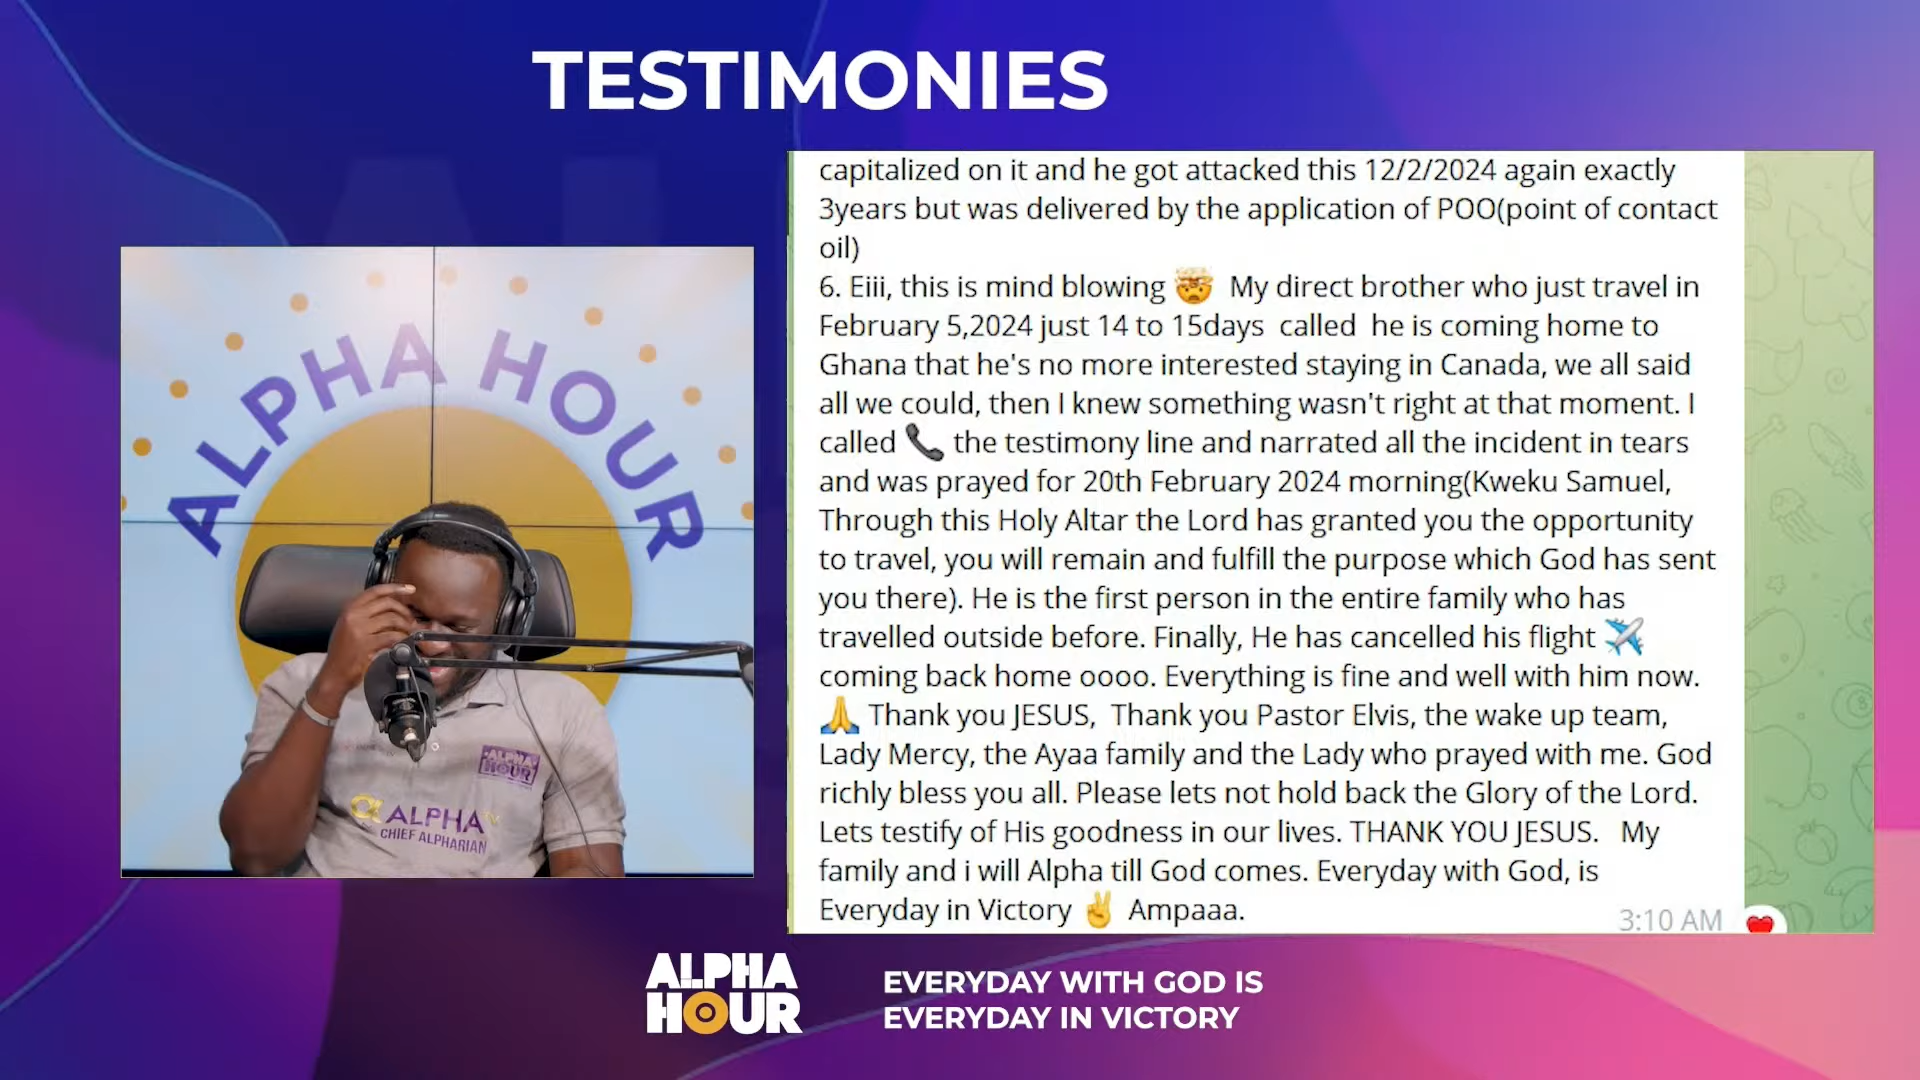 TESTIMONIES
ALPHA HOUR
ALPHA
HOUR
ALPHA
CHIEF ALPHARIAN
capitalized on it and he got attacked this 12/2/2024 again exactly
3years but was delivered by the application of POO(point of contact
oil)
6. Eiii, this is mind blowing 🤯 My direct brother who just travel in
February 5,2024 just 14 to 15days called he is coming home to
Ghana that he's no more interested staying in Canada, we all said
all we could, then I knew something wasn't right at that moment. I
called 📞 the testimony line and narrated all the incident in tears
and was prayed for 20th February 2024 morning(Kweku Samuel,
Through this Holy Altar the Lord has granted you the opportunity
to travel, you will remain and fulfill the purpose which God has sent
you there). He is the first person in the entire family who has
travelled outside before. Finally, He has cancelled his flight ✈️
coming back home oooo. Everything is fine and well with him now.
🙏 Thank you JESUS, Thank you Pastor Elvis, the wake up team,
Lady Mercy, the Ayaa family and the Lady who prayed with me. God
richly bless you all. Please lets not hold back the Glory of the Lord.
Lets testify of His goodness in our lives. THANK YOU JESUS. My
family and i will Alpha till God comes. Everyday with God, is
Everyday in Victory ✌️ Ampaaa.
3:10 AM
ALPHA
HOUR
EVERYDAY WITH GOD IS
EVERYDAY IN VICTORY